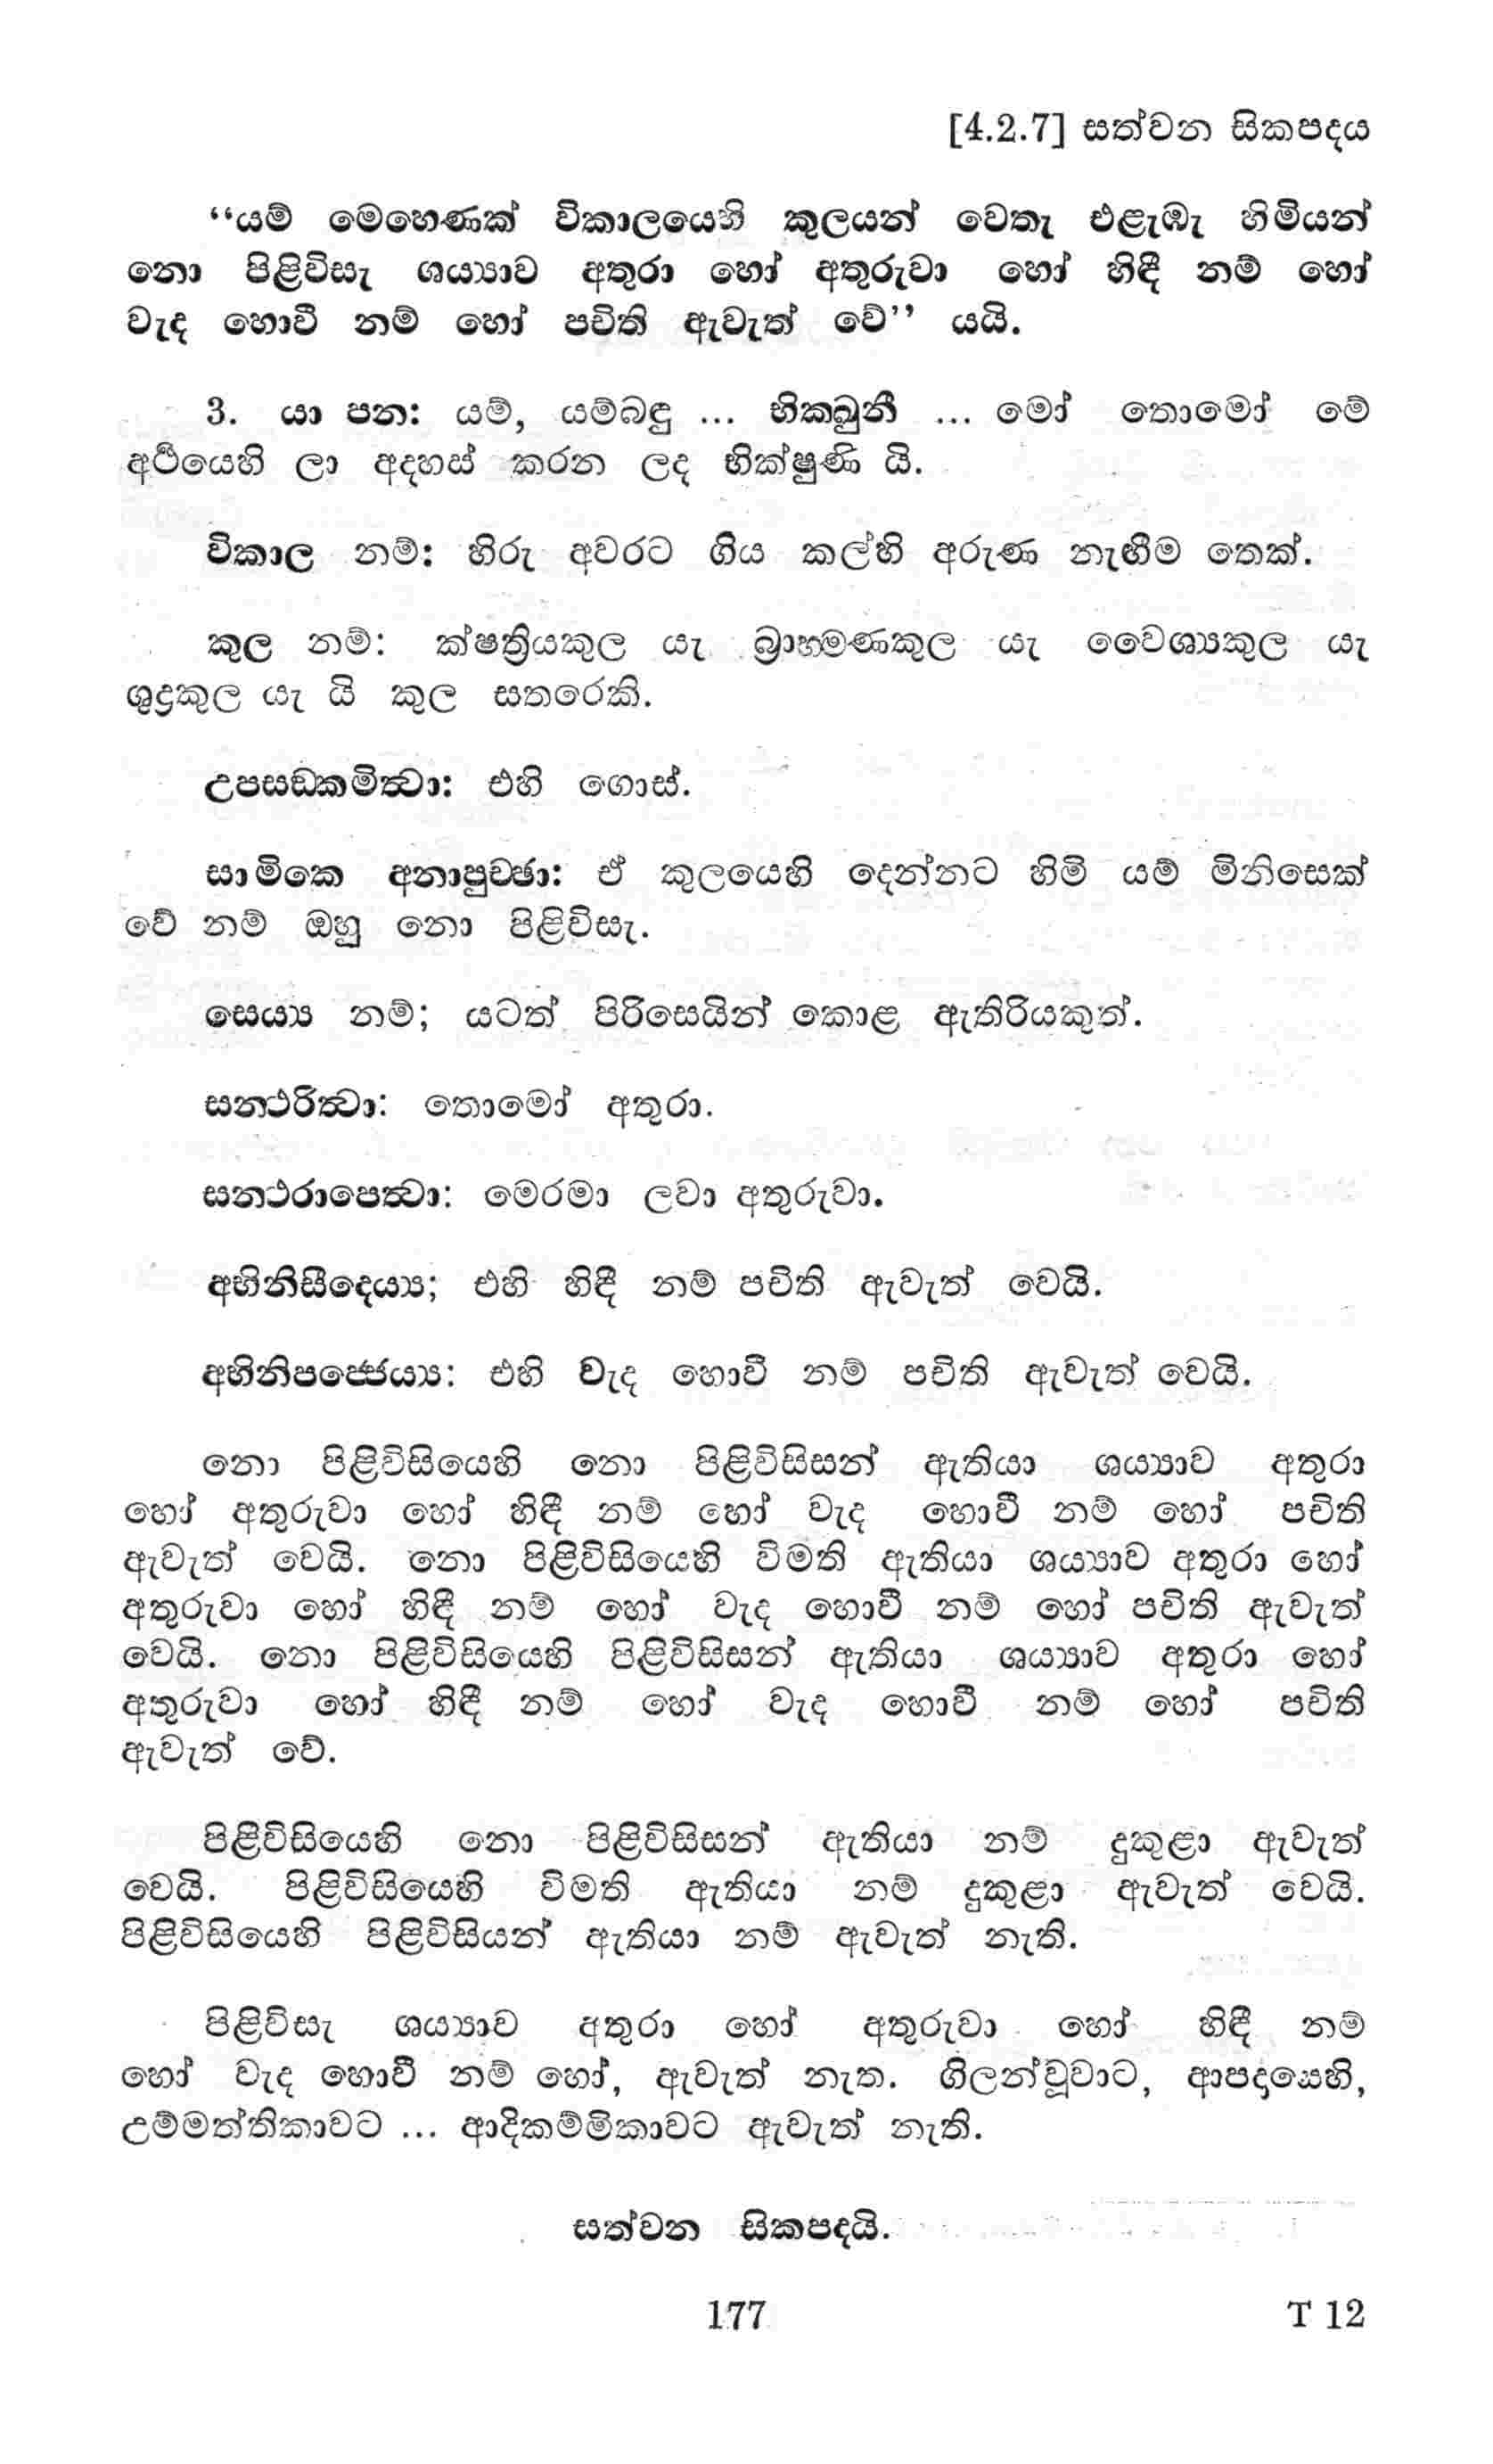 [4.2.7] සත්වන සිකපදය
“යම් මෙහෙණක් විකාලයෙහි කුලයන් වෙතැ එළැඹැ හිමියන්
නො පිළිවිසැ ශය්‍යාව අතුරා හෝ අතුරුවා හෝ හිඳී නම් හෝ
වැද හොවී නම් හෝ පචිති ඇවැත් වේ” යයි.
3. යා පන: යම්, යම්බඳු ... භික්ඛුනී ... මෝ තොමෝ මේ
අර්‍ථයෙහි ලා අදහස් කරන ලද භික්ෂුණි යි.
විකාල නම්: හිරු අවරට ගිය කල්හි අරුණ නැඟීම තෙක්.
කුල නම්: ක්ෂත්‍රියකුල යැ බ්‍රාහ්මණකුල යැ වෛශ්‍යකුල යැ
ශුද්‍රකුල යැ යි කුල සතරෙකි.
උපසඞ්කමිත්‍වා: එහි ගොස්.
සාමිකෙ අනාපුච්ඡා: ඒ කුලයෙහි දෙන්නට හිමි යම් මිනිසෙක්
වේ නම් ඔහු නො පිළිවිසැ.
සෙය්‍ය නම්; යටත් පිරිසෙයින් කොළ ඇතිරියකුත්.
සන්‍ථරිත්‍වා: තොමෝ අතුරා.
සන්‍ථරාපෙත්‍වා: මෙරමා ලවා අතුරුවා.
අභිනිසීදෙය්‍ය; එහි හිඳී නම් පචිති ඇවැත් වෙයි.
අභිනිපජ්ජෙය්‍ය: එහි වැද හොවී නම් පචිති ඇවැත් වෙයි.
නො පිළිවිසියෙහි නො පිළිවිසිසන් ඇතියා ශය්‍යාව අතුරා
හෝ අතුරුවා හෝ හිඳී නම් හෝ වැද හොවී නම් හෝ පචිති
ඇවැත් වෙයි. නො පිළිවිසියෙහි විමති ඇතියා ශය්‍යාව අතුරා හෝ
අතුරුවා හෝ හිඳී නම් හෝ වැද හොවී නම් හෝ පචිති ඇවැත්
වෙයි. නො පිළිවිසියෙහි පිළිවිසිසන් ඇතියා ශය්‍යාව අතුරා හෝ
අතුරුවා හෝ හිඳී නම් හෝ වැද හොවී නම් හෝ පචිති
ඇවැත් වේ.
පිළිවිසියෙහි නො පිළිවිසිසන් ඇතියා නම් දුකුළා ඇවැත්
වෙයි. පිළිවිසියෙහි විමති ඇතියා නම් දුකුළා ඇවැත් වෙයි.
පිළිවිසියෙහි පිළිවිසියන් ඇතියා නම් ඇවැත් නැති.
පිළිවිසැ ශය්‍යාව අතුරා හෝ අතුරුවා හෝ හිඳී නම්
හෝ වැද හොවී නම් හෝ, ඇවැත් නැත. ගිලන්වූවාට, ආපදායෙහි,
උම්මත්තිකාවට ... ආදිකම්මිකාවට ඇවැත් නැති.
සත්වන සිකපදයි.
177 T 12